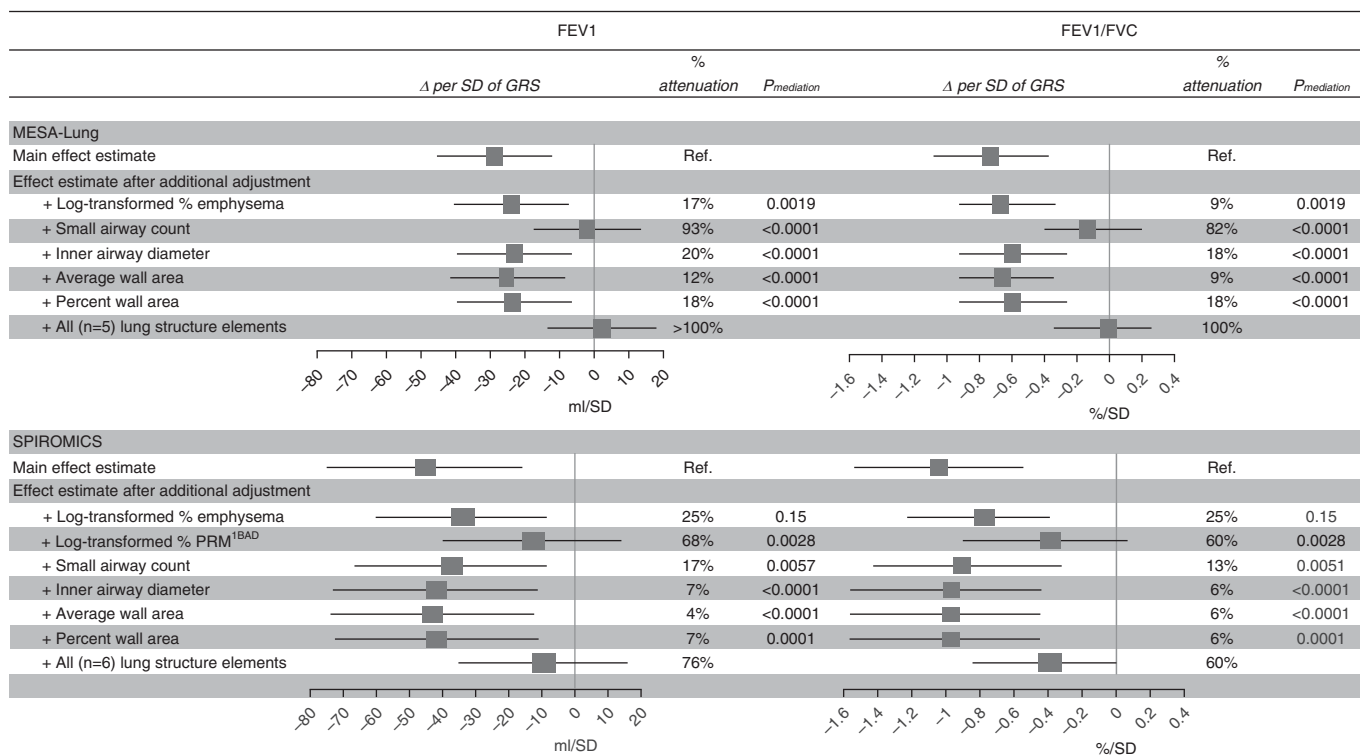 FEV1 FEV1/FVC
% %
Δ per SD of GRS attenuation Pmediation Δ per SD of GRS attenuation Pmediation
MESA-Lung
Main effect estimate Ref. Ref.
Effect estimate after additional adjustment
+ Log-transformed % emphysema 17% 0.0019 9% 0.0019
+ Small airway count 93% <0.0001 82% <0.0001
+ Inner airway diameter 20% <0.0001 18% <0.0001
+ Average wall area 12% <0.0001 9% <0.0001
+ Percent wall area 18% <0.0001 18% <0.0001
+ All (n=5) lung structure elements >100% 100%
−80 −70 −60 −50 −40 −30 −20 −10 0 10 20 −1.6 −1.4 −1.2 −1 −0.8 −0.6 −0.4 −0.2 0 0.2 0.4
ml/SD %/SD
SPIROMICS
Main effect estimate Ref. Ref.
Effect estimate after additional adjustment
+ Log-transformed % emphysema 25% 0.15 25% 0.15
+ Log-transformed % PRM1BAD 68% 0.0028 60% 0.0028
+ Small airway count 17% 0.0057 13% 0.0051
+ Inner airway diameter 7% <0.0001 6% <0.0001
+ Average wall area 4% <0.0001 6% <0.0001
+ Percent wall area 7% 0.0001 6% 0.0001
+ All (n=6) lung structure elements 76% 60%
−80 −70 −60 −50 −40 −30 −20 −10 0 10 20 −1.6 −1.4 −1.2 −1 −0.8 −0.6 −0.4 −0.2 0 0.2 0.4
ml/SD %/SD